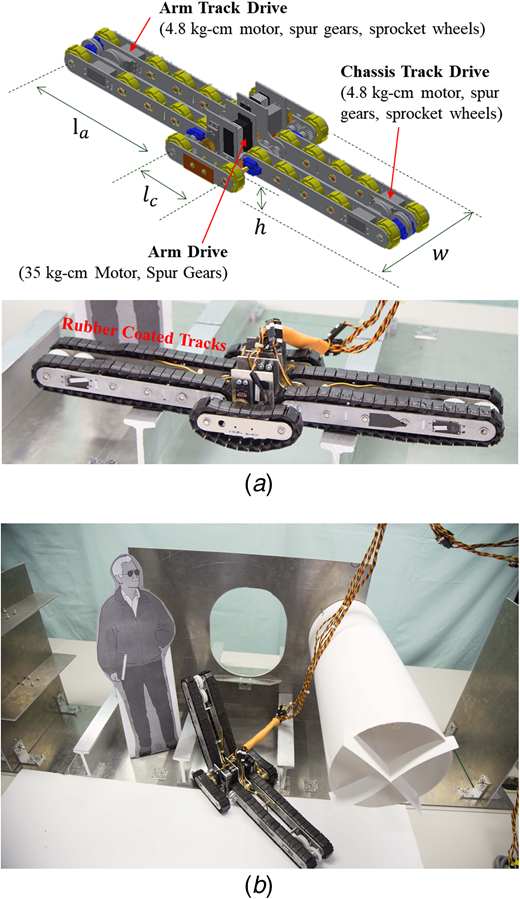 Arm Track Drive
(4.8 kg-cm motor, spur gears, sprocket wheels)
Chassis Track Drive
(4.8 kg-cm motor, spur
gears, sprocket wheels)
l_a
l_c
h
w
Arm Drive
(35 kg-cm Motor, Spur Gears)
Rubber Coated Tracks
(a)
(b)